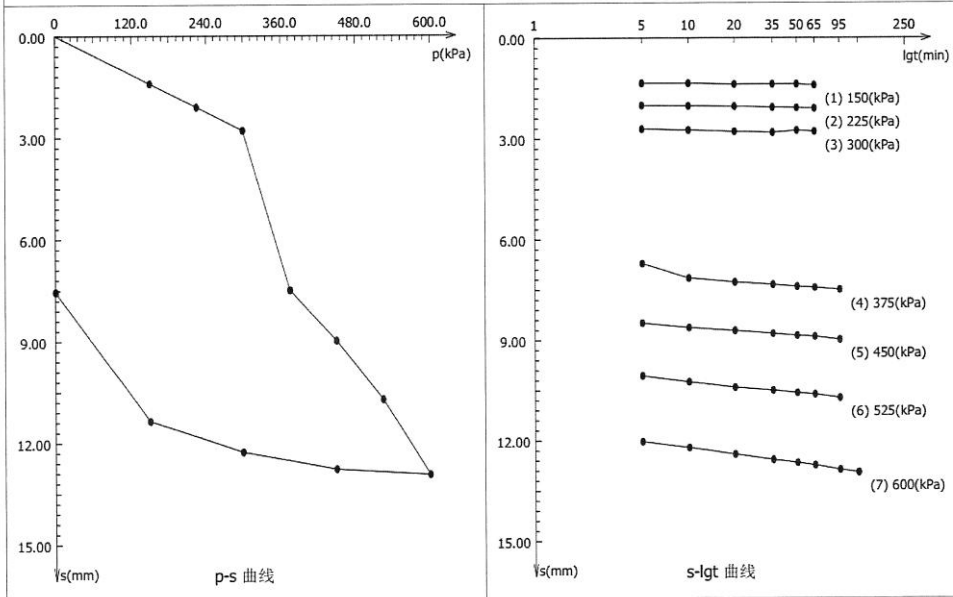 0 120.0 240.0 360.0 480.0 600.0
p(kPa)
0.00
3.00
6.00
9.00
12.00
15.00
s(mm)
p-s 曲线
1 5 10 20 35 50 65 95 250
lgt(min)
0.00
3.00
6.00
9.00
12.00
15.00
(1) 150(kPa)
(2) 225(kPa)
(3) 300(kPa)
(4) 375(kPa)
(5) 450(kPa)
(6) 525(kPa)
(7) 600(kPa)
s(mm)
s-lgt 曲线